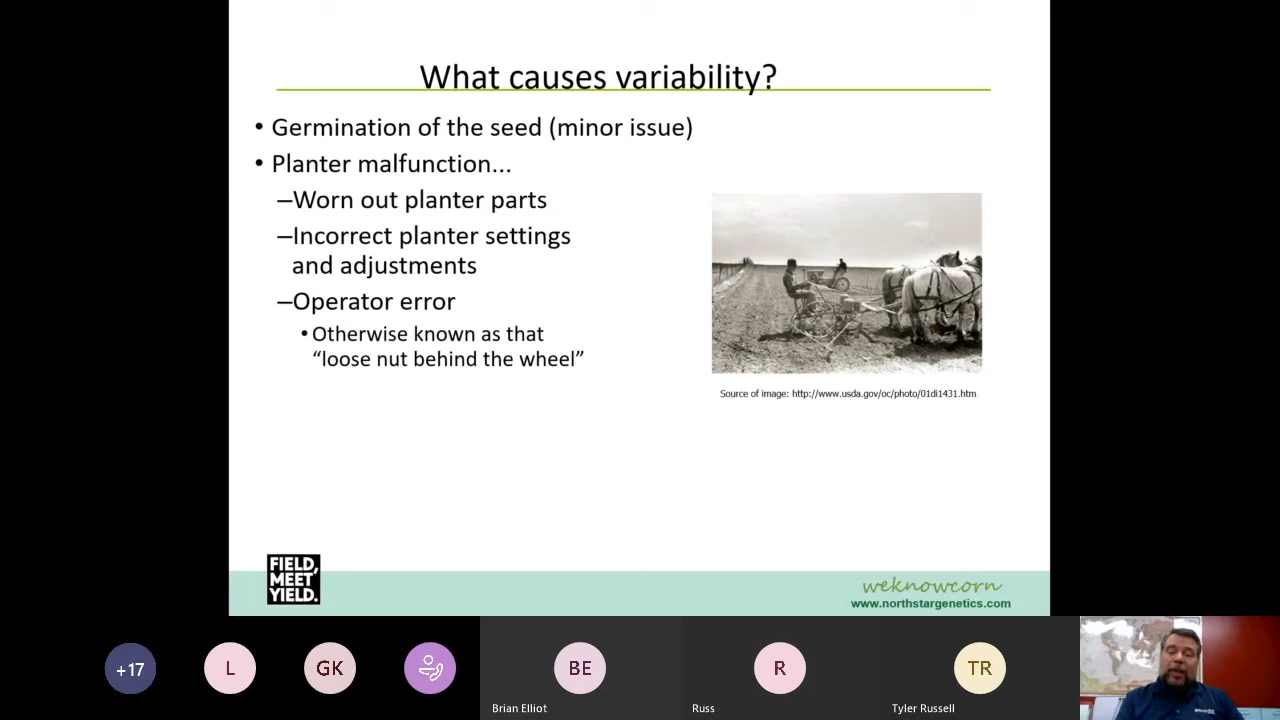 What causes variability?
• Germination of the seed (minor issue)
• Planter malfunction...
–Worn out planter parts
–Incorrect planter settings
and adjustments
–Operator error
• Otherwise known as that
“loose nut behind the wheel”
Source of image: http://www.usda.gov/oc/photo/01di1431.htm
FIELD,
MEET
YIELD.
weknowcorn
www.northstargenetics.com
+17
L
GK
BE
R
TR
Brian Elliot
Russ
Tyler Russell